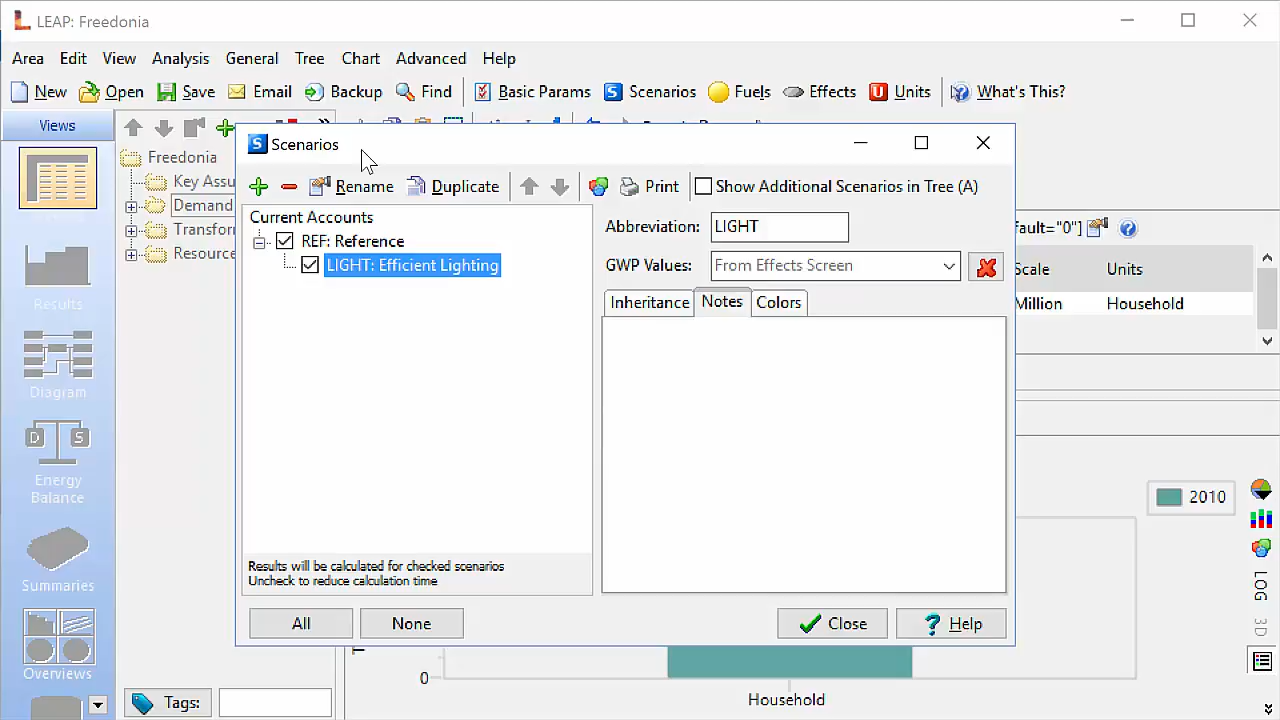 LEAP: Freedonia
Area Edit View Analysis General Tree Chart Advanced Help
New Open Save Email Backup Find Basic Params Scenarios Fuels Effects Units What's This?
Views
Freedonia
Key Assu
Demand
Transfor
Resource
Results
Diagram
D S
Energy
Balance
Summaries
Overviews
Tags:
Scenarios
Rename Duplicate Print Show Additional Scenarios in Tree (A)
Current Accounts
REF: Reference
LIGHT: Efficient Lighting
Results will be calculated for checked scenarios
Uncheck to reduce calculation time
Abbreviation: LIGHT
GWP Values: From Effects Screen
Inheritance Notes Colors
All None Close Help
fault="0"]
Scale Units
Million Household
2010
LOG
3D
0
Household